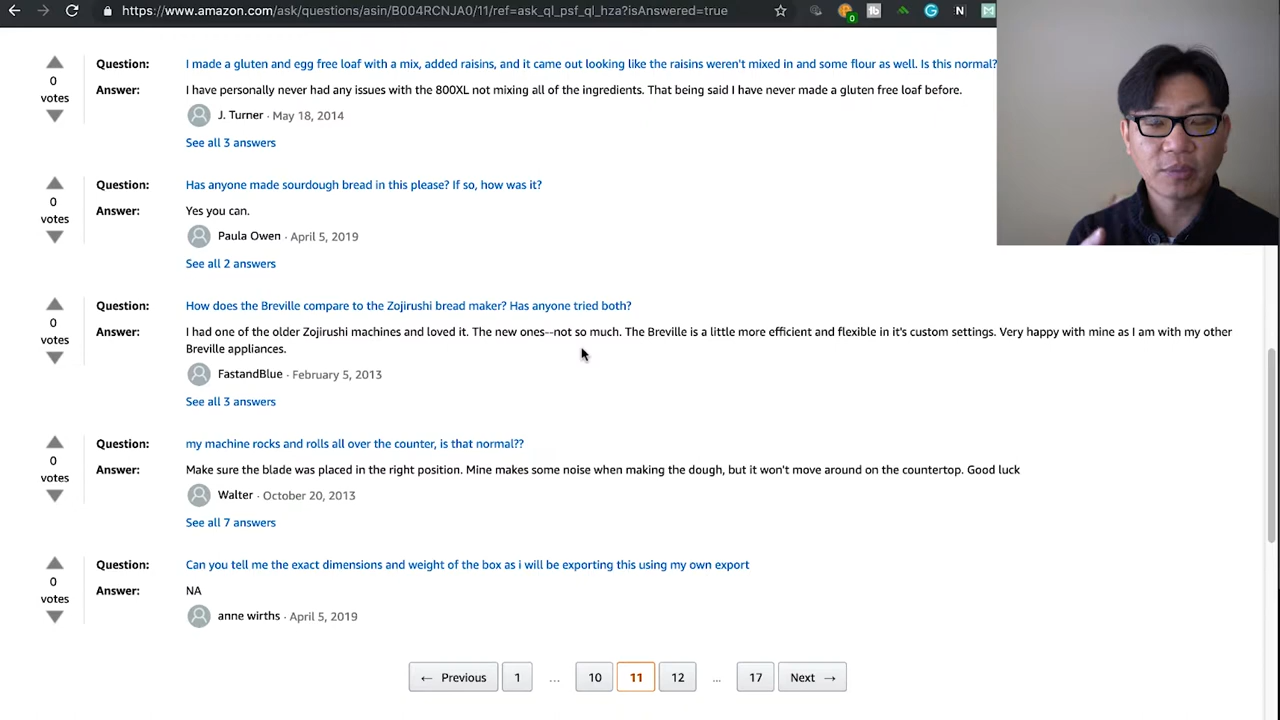 https://www.amazon.com/ask/questions/asin/B004RCNJA0/11/ref=ask_ql_psf_ql_hza?isAnswered=true
0
tb
G
N
M
0
votes
Question: I made a gluten and egg free loaf with a mix, added raisins, and it came out looking like the raisins weren't mixed in and some flour as well. Is this normal?
Answer: I have personally never had any issues with the 800XL not mixing all of the ingredients. That being said I have never made a gluten free loaf before.
J. Turner · May 18, 2014
See all 3 answers
0
votes
Question: Has anyone made sourdough bread in this please? If so, how was it?
Answer: Yes you can.
Paula Owen · April 5, 2019
See all 2 answers
0
votes
Question: How does the Breville compare to the Zojirushi bread maker? Has anyone tried both?
Answer: I had one of the older Zojirushi machines and loved it. The new ones--not so much. The Breville is a little more efficient and flexible in it's custom settings. Very happy with mine as I am with my other
Breville appliances.
FastandBlue · February 5, 2013
See all 3 answers
0
votes
Question: my machine rocks and rolls all over the counter, is that normal??
Answer: Make sure the blade was placed in the right position. Mine makes some noise when making the dough, but it won't move around on the countertop. Good luck
Walter · October 20, 2013
See all 7 answers
0
votes
Question: Can you tell me the exact dimensions and weight of the box as i will be exporting this using my own export
Answer: NA
anne wirths · April 5, 2019
← Previous 1 ... 10 11 12 ... 17 Next →